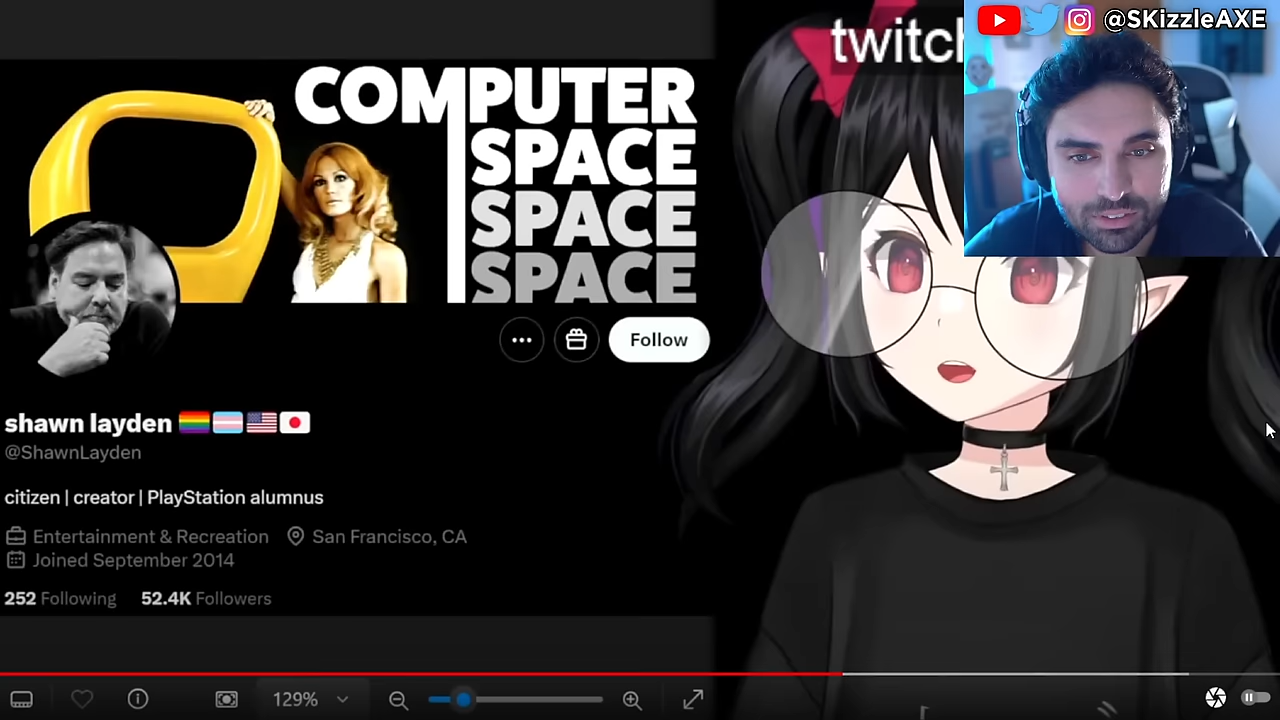 COMPUTER
SPACE
SPACE
SPACE
twitch
@SKizzleAXE
Follow
shawn layden
@ShawnLayden
citizen | creator | PlayStation alumnus
Entertainment & Recreation San Francisco, CA
Joined September 2014
252 Following 52.4K Followers
129%